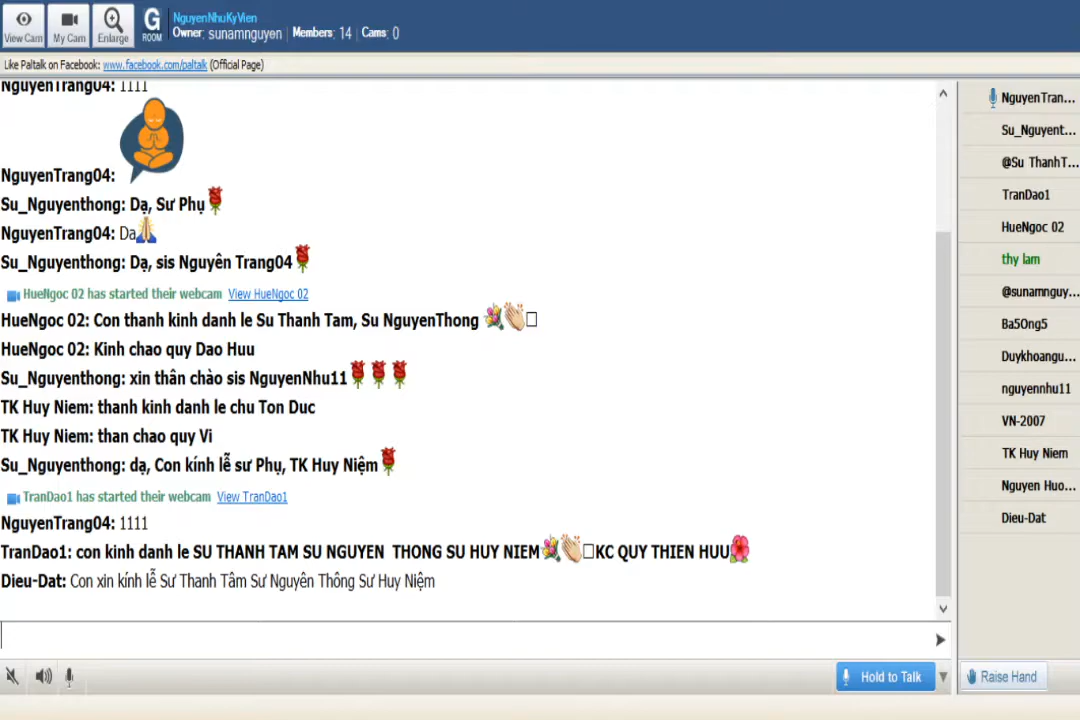 NguyenNhuKyVien
Owner: sunamnguyen | Members: 14 | Cams: 0
View Cam My Cam Enlarge G ROOM
Like Paltalk on Facebook: www.facebook.com/paltalk (Official Page)
NguyenTrang04: 1111
NguyenTrang04:
Su_Nguyenthong: Dạ, Sư Phụ
NguyenTrang04: Da
Su_Nguyenthong: Dạ, sis Nguyên Trang04
HueNgoc 02 has started their webcam View HueNgoc 02
HueNgoc 02: Con thanh kinh danh le Su Thanh Tam, Su NguyenThong
HueNgoc 02: Kinh chao quy Dao Huu
Su_Nguyenthong: xin thân chào sis NguyenNhu11
TK Huy Niem: thanh kinh danh le chu Ton Duc
TK Huy Niem: than chao quy Vi
Su_Nguyenthong: dạ, Con kính lễ sư Phụ, TK Huy Niệm
TranDao1 has started their webcam View TranDao1
NguyenTrang04: 1111
TranDao1: con kinh danh le SU THANH TAM SU NGUYEN THONG SU HUY NIEM KC QUY THIEN HUU
Dieu-Dat: Con xin kính lễ Sư Thanh Tâm Sư Nguyên Thông Sư Huy Niệm
NguyenTran...
Su_Nguyent...
@Su ThanhT...
TranDao1
HueNgoc 02
thy lam
@sunamnguy...
Ba5Ong5
Duykhoangu...
nguyennhu11
VN-2007
TK Huy Niem
Nguyen Huo...
Dieu-Dat
Hold to Talk
Raise Hand